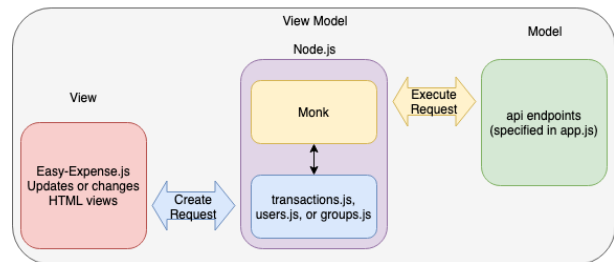 View Model
Node.js
Model
View
Monk
Execute
Request
api endpoints
(specified in app.js)
Easy-Expense.js
Updates or changes
HTML views
Create
Request
transactions.js,
users.js, or groups.js